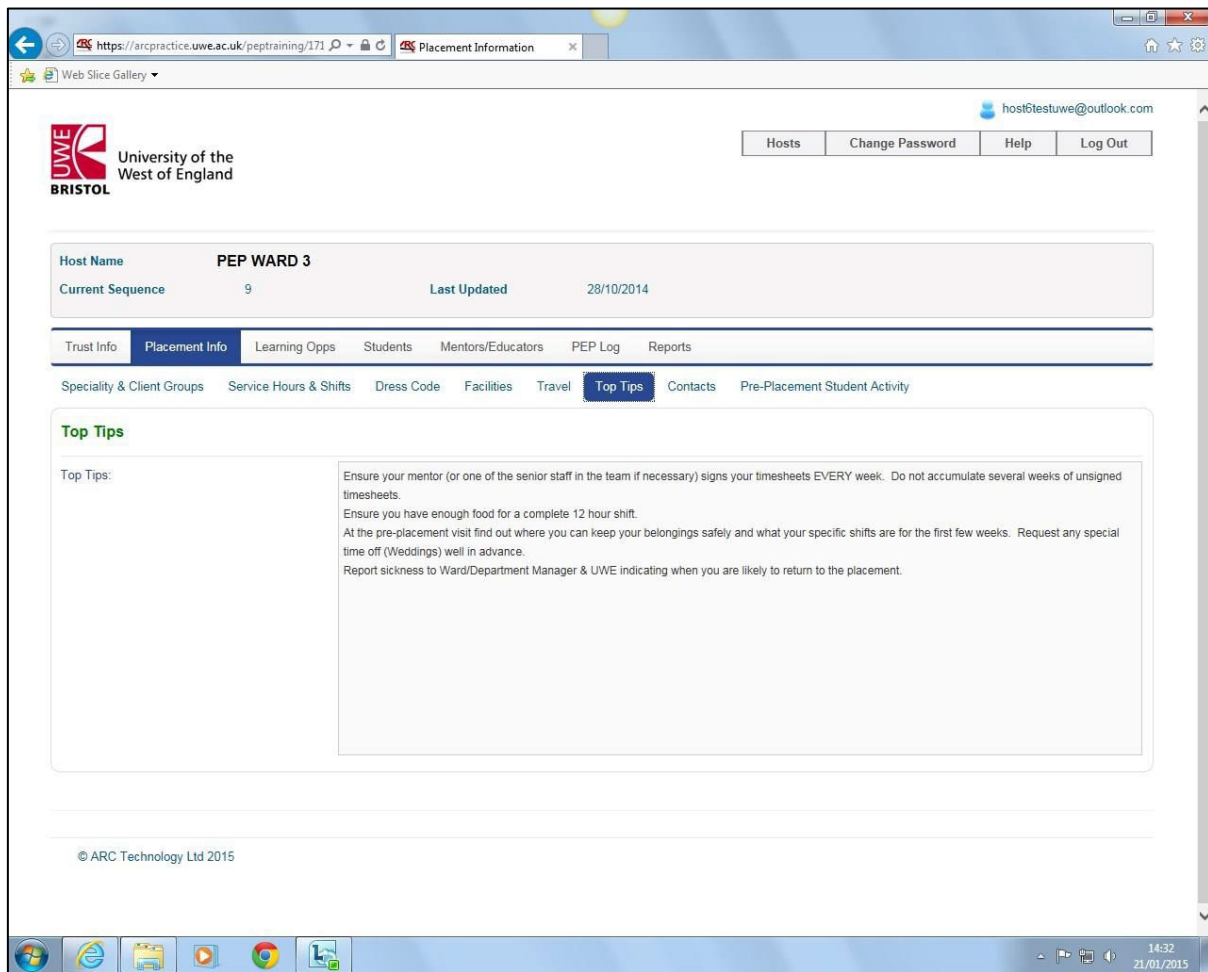 https://arcpractice.uwe.ac.uk/peptraining/171
Placement Information
Web Slice Gallery
host6testuwe@outlook.com
Hosts Change Password Help Log Out
UWE
BRISTOL
University of the
West of England
Host Name PEP WARD 3
Current Sequence 9 Last Updated 28/10/2014
Trust Info Placement Info Learning Opps Students Mentors/Educators PEP Log Reports
Speciality & Client Groups Service Hours & Shifts Dress Code Facilities Travel Top Tips Contacts Pre-Placement Student Activity
Top Tips
Top Tips:
Ensure your mentor (or one of the senior staff in the team if necessary) signs your timesheets EVERY week. Do not accumulate several weeks of unsigned
timesheets.
Ensure you have enough food for a complete 12 hour shift.
At the pre-placement visit find out where you can keep your belongings safely and what your specific shifts are for the first few weeks. Request any special
time off (Weddings) well in advance.
Report sickness to Ward/Department Manager & UWE indicating when you are likely to return to the placement.
© ARC Technology Ltd 2015
14:32
21/01/2015